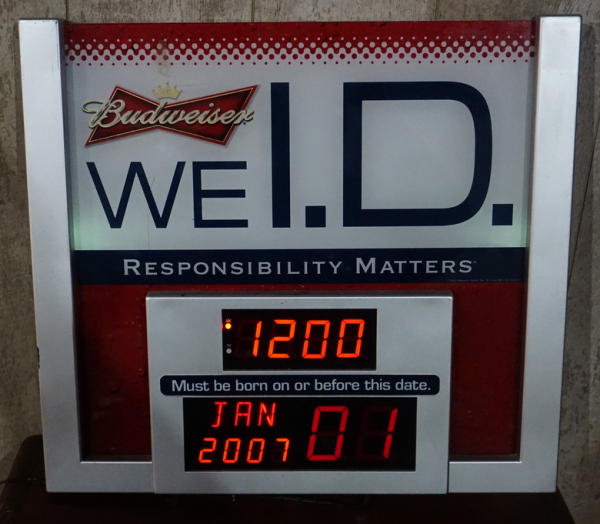 Budweiser
WE I.D.
RESPONSIBILITY MATTERS
1200
Must be born on or before this date.
JAN 01
2007